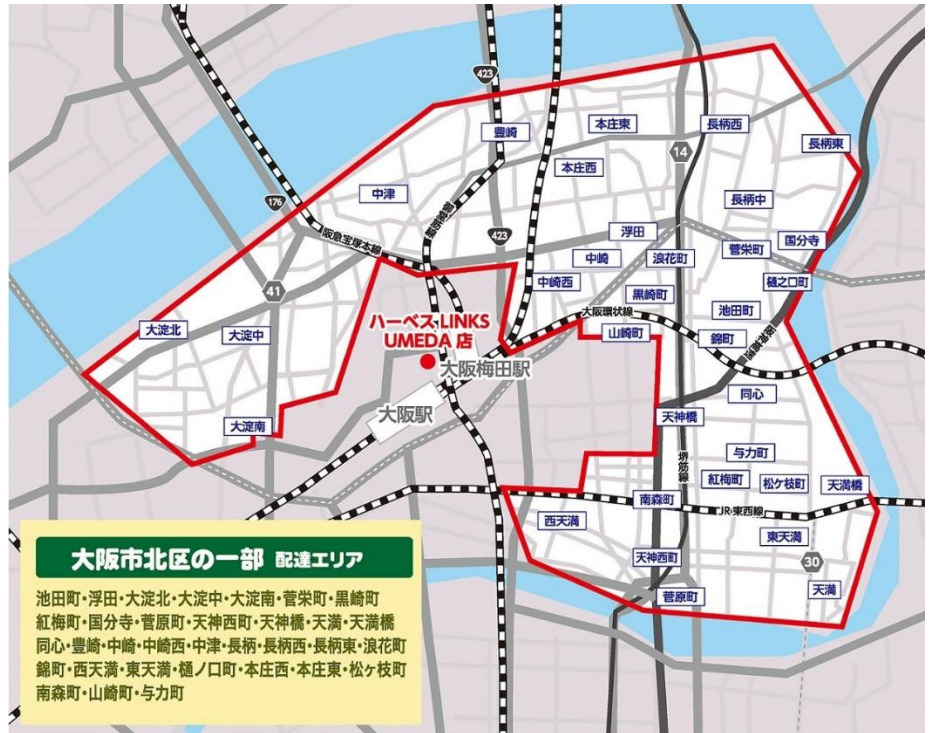 423
豊崎
本庄東
長柄西
長柄東
14
本庄西
中津
176
阪急宝塚本線
御堂筋線
423
長柄中
浮田
国分寺
菅栄町
中崎
浪花町
樋之口町
中崎西
黒崎町
41
大阪環状線
池田町
山崎町
錦町
大淀北
大淀中
ハーベス LINKS
UMEDA 店
大阪梅田駅
同心
大阪駅
天神橋
大淀南
堺筋線
与力町
紅梅町
松ケ枝町
天満橋
南森町
JR 東西線
西天満
東天満
天神西町
30
天満
菅原町
大阪市北区の一部 配達エリア
池田町・浮田・大淀北・大淀中・大淀南・菅栄町・黒崎町
紅梅町・国分寺・菅原町・天神西町・天神橋・天満・天満橋
同心・豊崎・中崎・中崎西・中津・長柄・長柄西・長柄東・浪花町
錦町・西天満・東天満・樋ノ口町・本庄西・本庄東・松ヶ枝町
南森町・山崎町・与力町